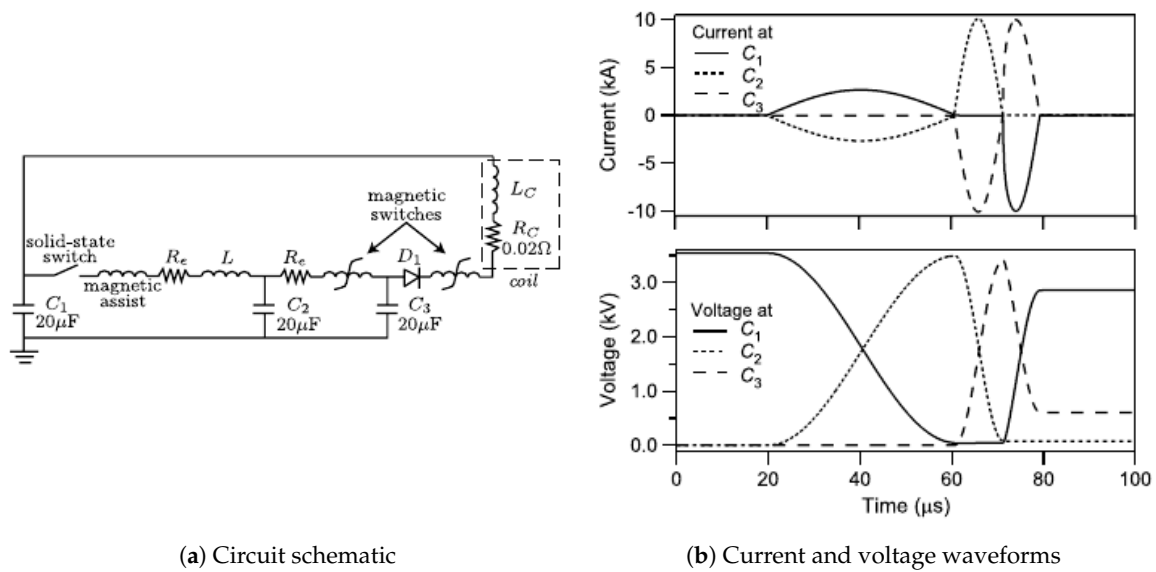 magnetic
switches
L_C
R_C
0.02Ω
solid-state
switch
R_e
L
R_e
D_1
magnetic
assist
coil
C_1
20μF
C_2
20μF
C_3
20μF
(a) Circuit schematic
Current (kA)
10
5
0
-5
-10
Current at
C_1
C_2
C_3
Voltage (kV)
3.0
2.0
1.0
0.0
Voltage at
C_1
C_2
C_3
0 20 40 60 80 100
Time (μs)
(b) Current and voltage waveforms